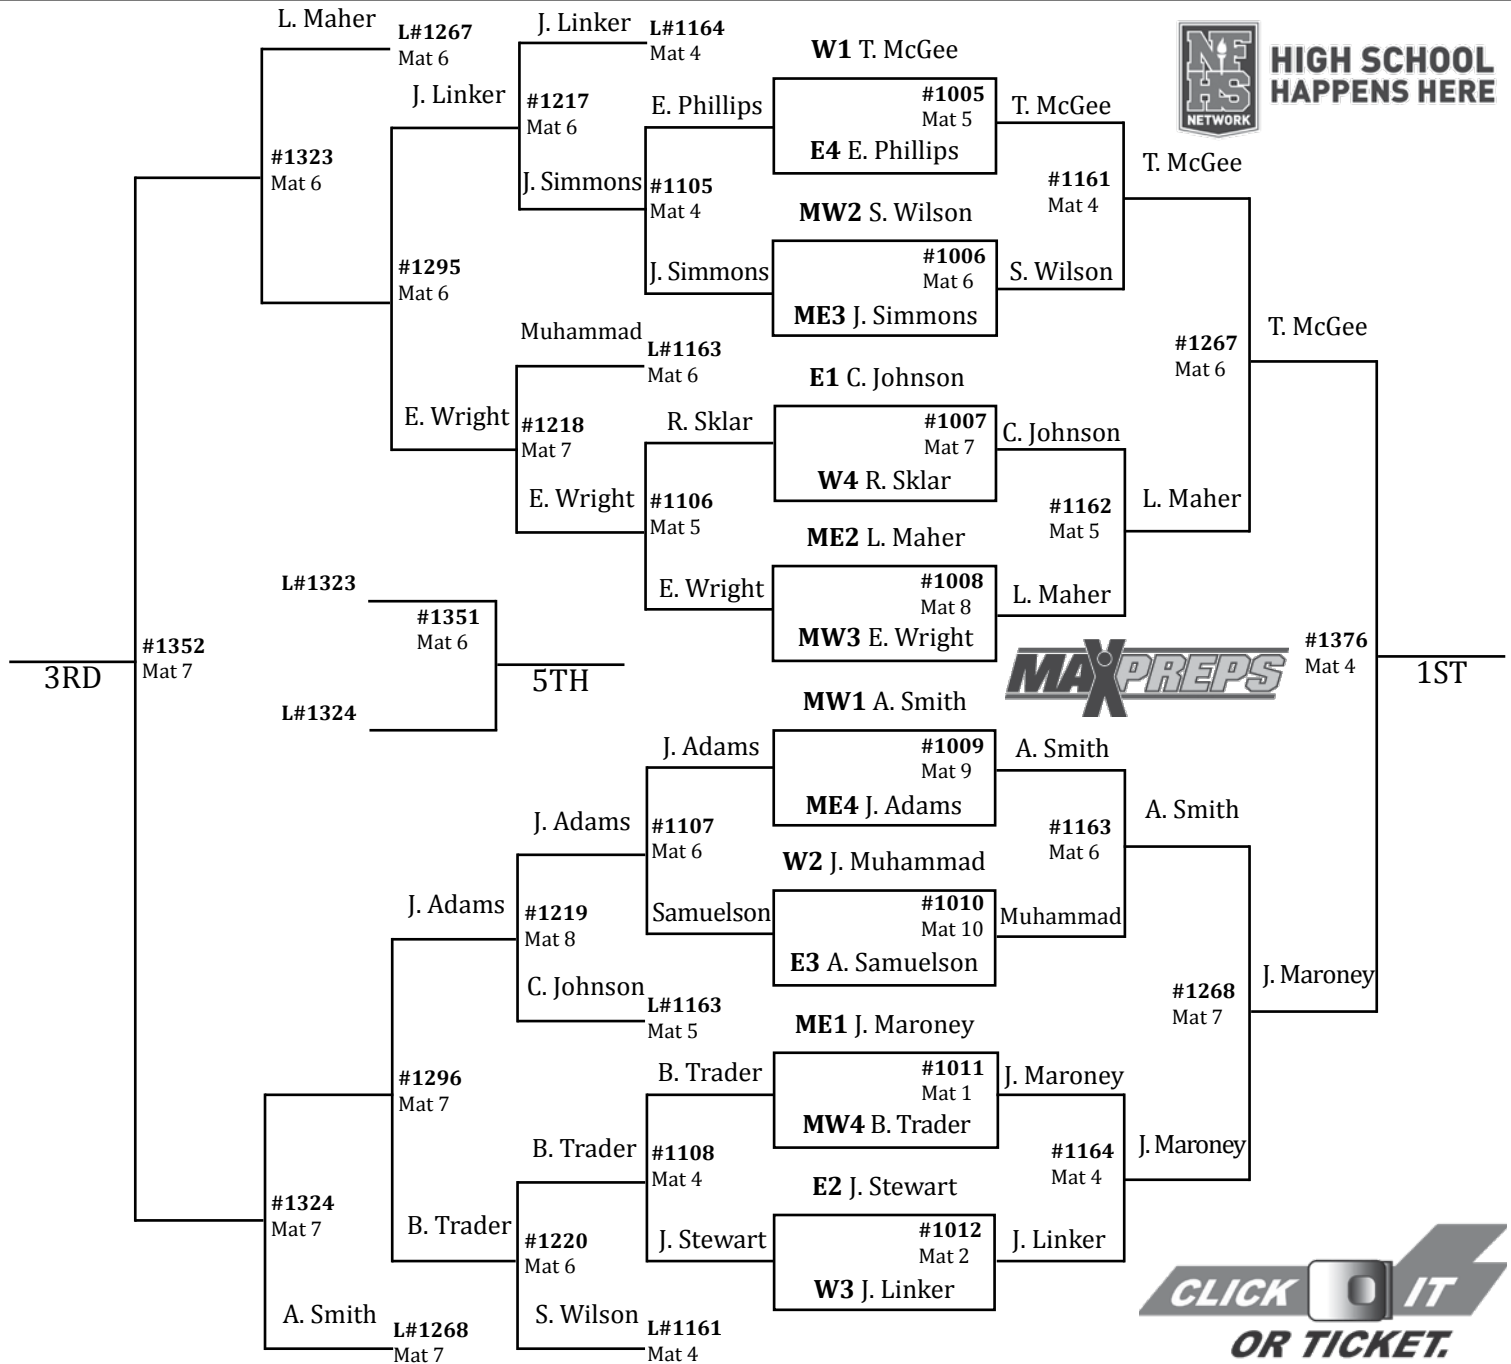 L. Maher
L#1267
Mat 6
J. Linker
L#1164
Mat 4
W1 T. McGee
NFHS
NETWORK
HIGH SCHOOL
HAPPENS HERE
J. Linker
#1217
Mat 6
E. Phillips
#1005
Mat 5
T. McGee
E4 E. Phillips
#1323
Mat 6
J. Simmons
#1105
Mat 4
#1161
Mat 4
T. McGee
MW2 S. Wilson
#1295
Mat 6
J. Simmons
#1006
Mat 6
S. Wilson
ME3 J. Simmons
Muhammad
L#1163
Mat 6
#1267
Mat 6
T. McGee
E1 C. Johnson
E. Wright
#1218
Mat 7
R. Sklar
#1007
Mat 7
C. Johnson
W4 R. Sklar
E. Wright
#1106
Mat 5
#1162
Mat 5
L. Maher
ME2 L. Maher
L#1323
E. Wright
#1008
Mat 8
L. Maher
#1351
Mat 6
MW3 E. Wright
3RD
#1352
Mat 7
5TH
MAXPREPS
#1376
Mat 4
1ST
L#1324
MW1 A. Smith
J. Adams
#1009
Mat 9
A. Smith
ME4 J. Adams
J. Adams
#1107
Mat 6
#1163
Mat 6
A. Smith
W2 J. Muhammad
J. Adams
#1219
Mat 8
Samuelson
#1010
Mat 10
Muhammad
E3 A. Samuelson
C. Johnson
L#1163
Mat 5
#1268
Mat 7
J. Maroney
ME1 J. Maroney
#1296
Mat 7
B. Trader
#1011
Mat 1
J. Maroney
MW4 B. Trader
B. Trader
#1108
Mat 4
#1164
Mat 4
J. Maroney
E2 J. Stewart
#1324
Mat 7
B. Trader
#1220
Mat 6
J. Stewart
#1012
Mat 2
J. Linker
W3 J. Linker
A. Smith
L#1268
Mat 7
S. Wilson
L#1161
Mat 4
CLICK IT
OR TICKET.